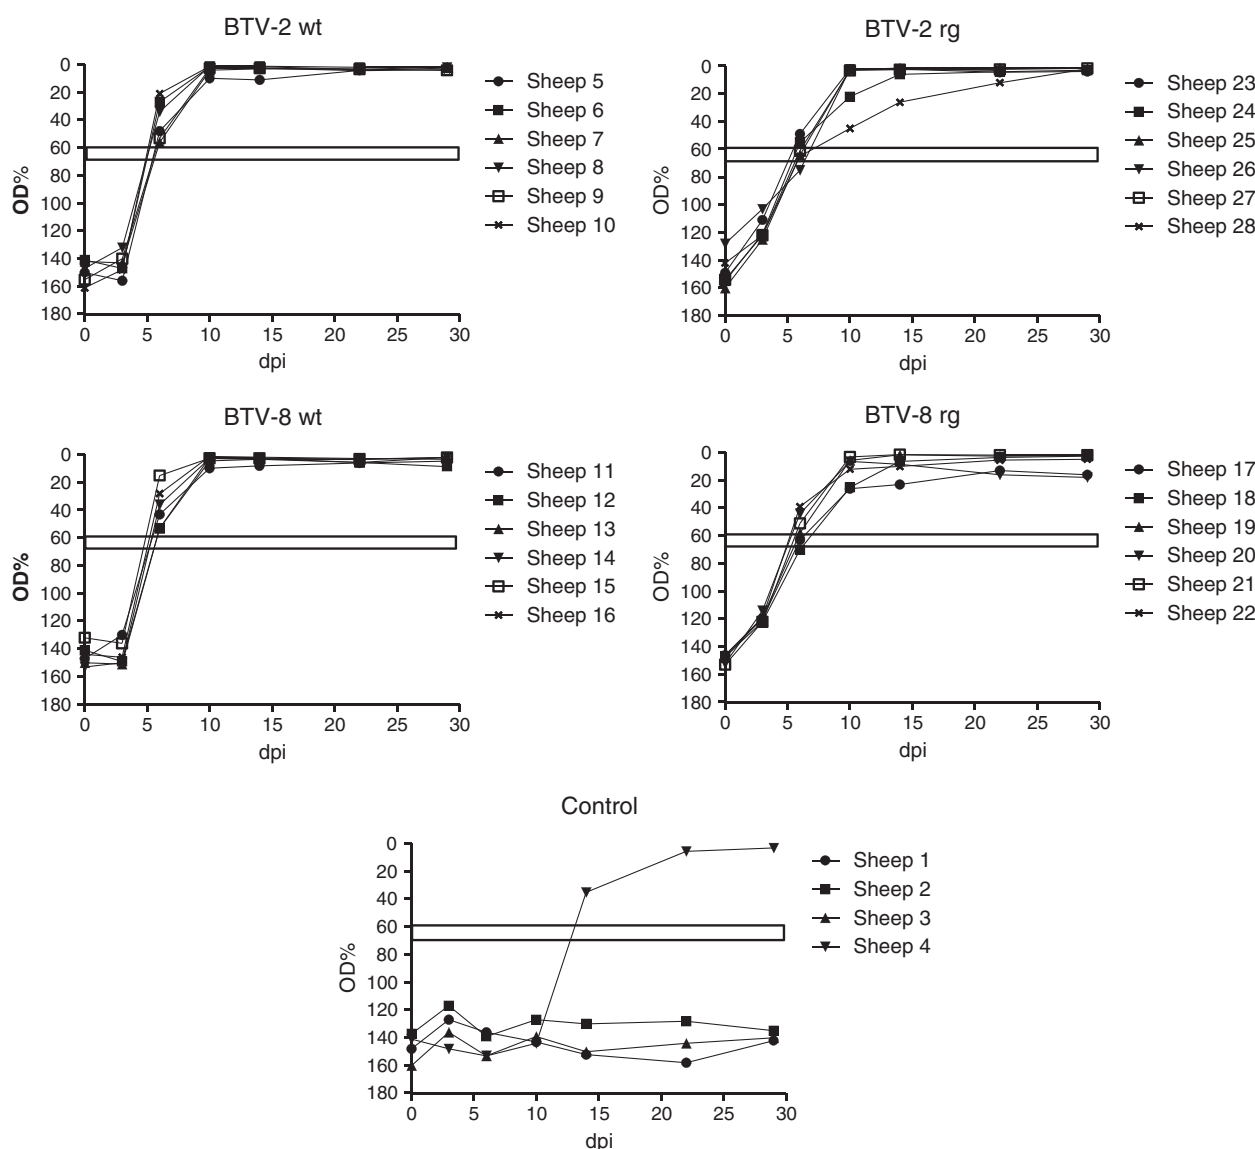 BTV-2 wt
0
20
40
60
80
100
120
140
160
180
OD%
0 5 10 15 20 25 30
dpi
Sheep 5
Sheep 6
Sheep 7
Sheep 8
Sheep 9
Sheep 10
BTV-2 rg
0
20
40
60
80
100
120
140
160
180
OD%
0 5 10 15 20 25 30
dpi
Sheep 23
Sheep 24
Sheep 25
Sheep 26
Sheep 27
Sheep 28
BTV-8 wt
0
20
40
60
80
100
120
140
160
180
OD%
0 5 10 15 20 25 30
dpi
Sheep 11
Sheep 12
Sheep 13
Sheep 14
Sheep 15
Sheep 16
BTV-8 rg
0
20
40
60
80
100
120
140
160
180
OD%
0 5 10 15 20 25 30
dpi
Sheep 17
Sheep 18
Sheep 19
Sheep 20
Sheep 21
Sheep 22
Control
0
20
40
60
80
100
120
140
160
180
OD%
0 5 10 15 20 25 30
dpi
Sheep 1
Sheep 2
Sheep 3
Sheep 4